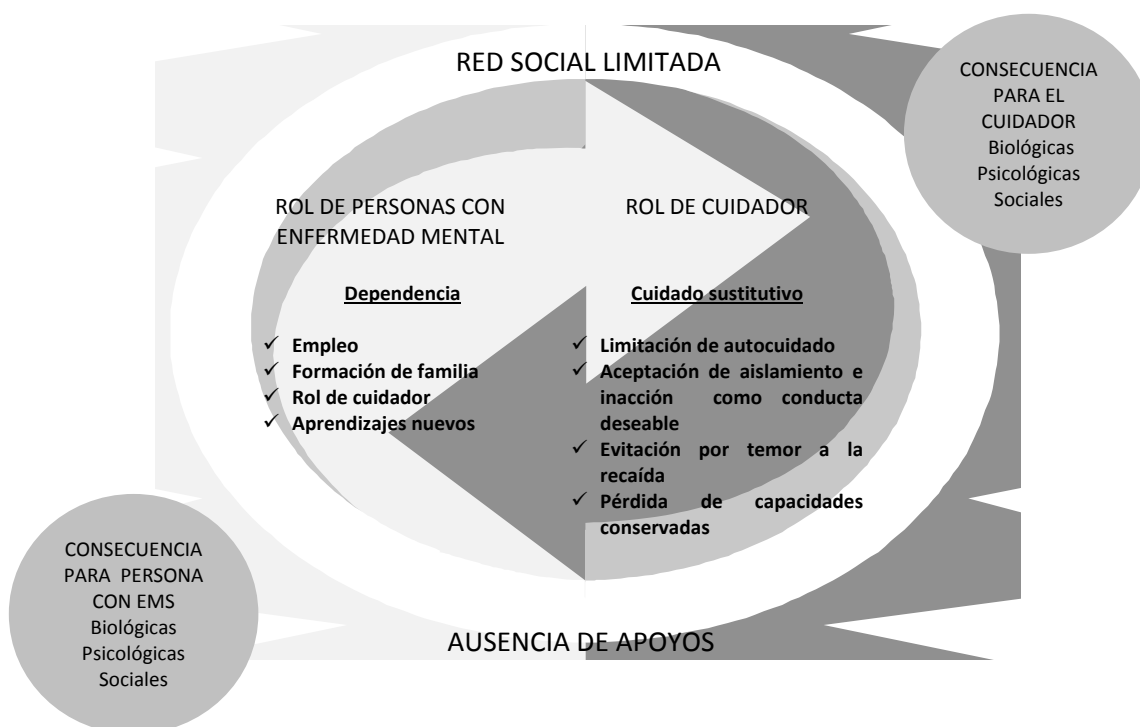 RED SOCIAL LIMITADA
CONSECUENCIA
PARA EL
CUIDADOR
Biológicas
Psicológicas
Sociales
ROL DE PERSONAS CON
ENFERMEDAD MENTAL
Dependencia
✓ Empleo
✓ Formación de familia
✓ Rol de cuidador
✓ Aprendizajes nuevos
ROL DE CUIDADOR
Cuidado sustitutivo
✓ Limitación de autocuidado
✓ Aceptación de aislamiento e
inacción como conducta
deseable
✓ Evitación por temor a la
recaída
✓ Pérdida de capacidades
conservadas
CONSECUENCIA
PARA PERSONA
CON EMS
Biológicas
Psicológicas
Sociales
AUSENCIA DE APOYOS